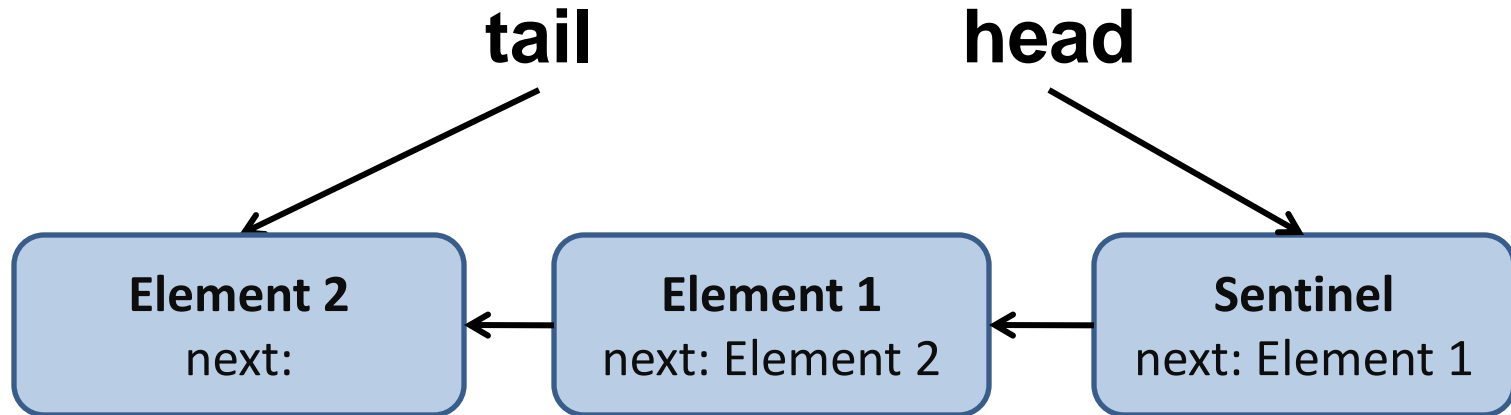 tail
head
Element 2
next:
Element 1
next: Element 2
Sentinel
next: Element 1